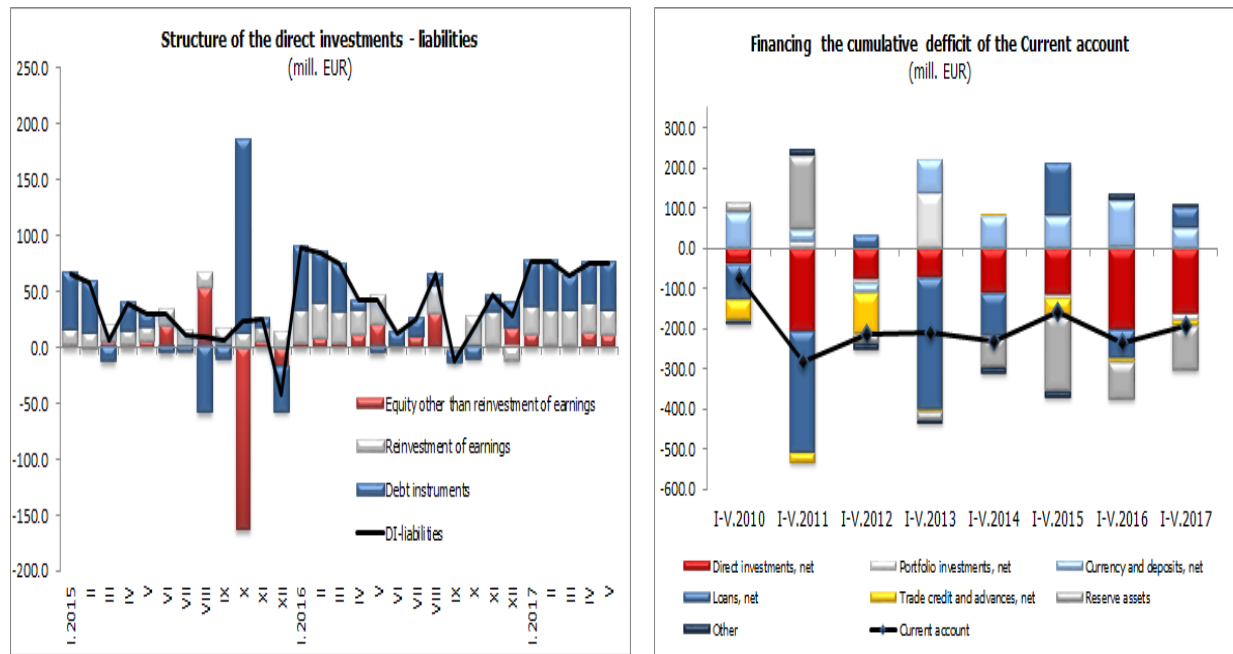 Structure of the direct investments - liabilities
(mill. EUR)
250.0
200.0
150.0
100.0
50.0
0.0
-50.0
-100.0
-150.0
-200.0
Equity other than reinvestment of earnings
Reinvestment of earnings
Debt instruments
DI-liabilities
I.2015 II III IV V VI VII VIII IX X XI XII I.2016 II III IV V VI VII VIII IX X XI XII I.2017 II III IV V
Financing the cumulative defficit of the Current account
(mill. EUR)
300.0
200.0
100.0
0.0
-100.0
-200.0
-300.0
-400.0
-500.0
-600.0
I-V.2010 I-V.2011 I-V.2012 I-V.2013 I-V.2014 I-V.2015 I-V.2016 I-V.2017
Direct investments, net Portfolio investments, net Currency and deposits, net
Loans, net Trade credit and advances, net Reserve assets
Other Current account